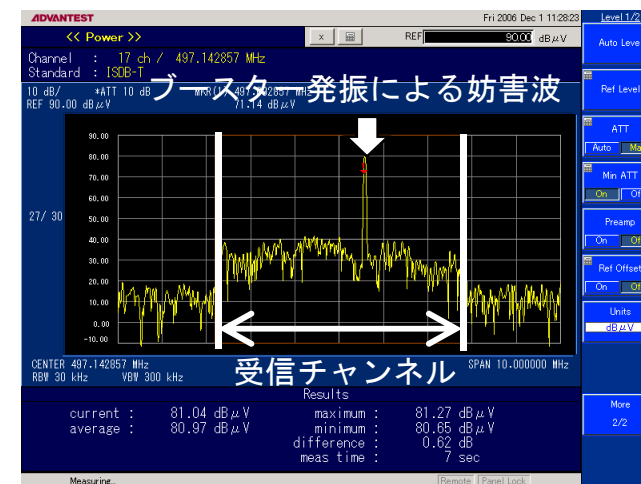 ADVANTEST
Fri 2006 Dec 1 11:28:23
Level 1/2
<< Power >>
x
REF 90.00 dBμV
Auto Leve
Channel : 17 ch / 497.142857 MHz
Standard : ISDB-T
ブースター発振による妨害波
10 dB/ *ATT 10 dB
REF 90.00 dBμV 71.14 dBμV
Ref Level
ATT
Auto Ma
Min ATT
On Of
Preamp
On Of
Ref Offset
On Of
Units
dBμV
More
2/2
90.00
80.00
70.00
60.00
27/ 30
50.00
40.00
30.00
20.00
10.00
0.00
-10.00
受信チャンネル
CENTER 497.142857 MHz SPAN 10.000000 MHz
RBW 30 kHz VBW 300 kHz
Results
current : 81.04 dBμV maximum : 81.27 dBμV
average : 80.97 dBμV minimum : 80.65 dBμV
difference : 0.62 dB
meas time : 7 sec
Measuring…
Remote Panel Lock